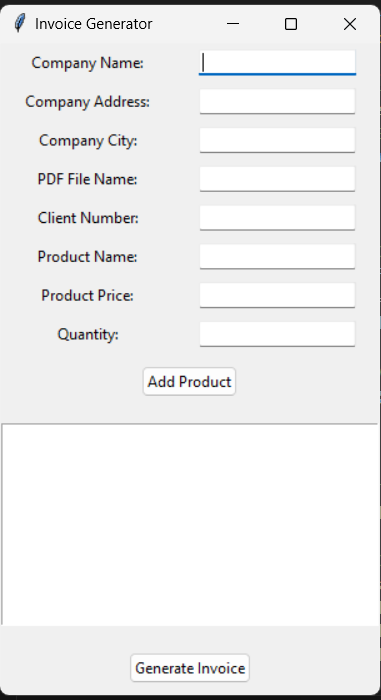 Invoice Generator
Company Name:
Company Address:
Company City:
PDF File Name:
Client Number:
Product Name:
Product Price:
Quantity:
Add Product
Generate Invoice